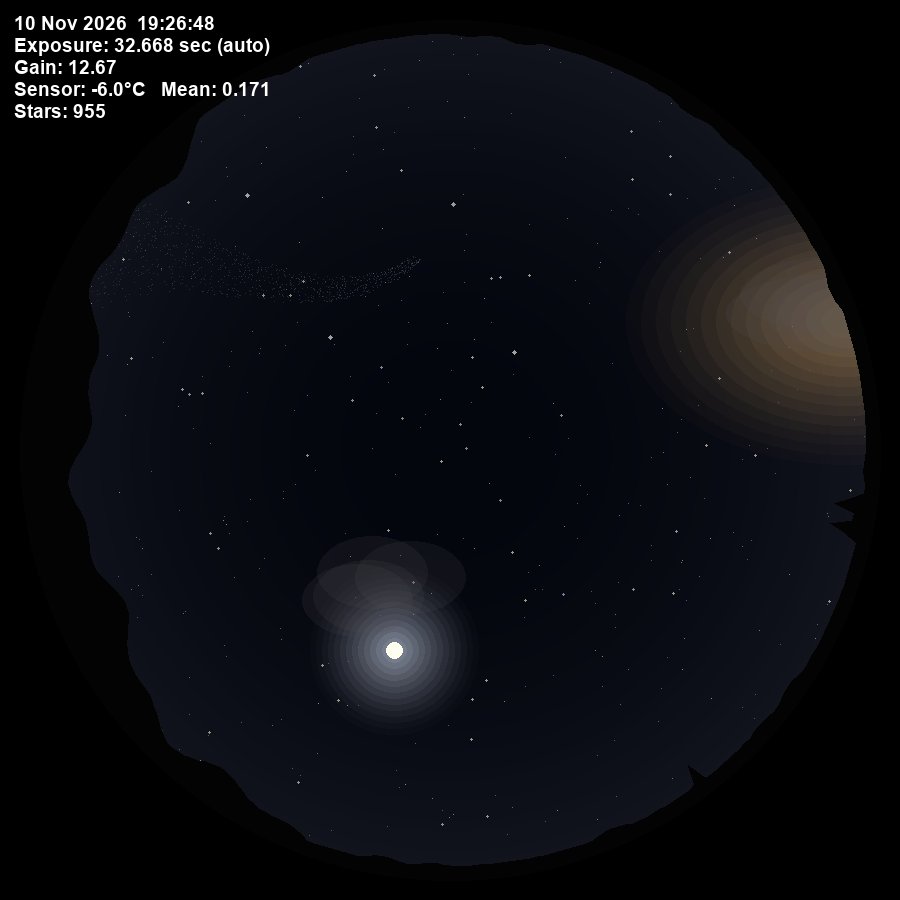 10 Nov 2026  19:26:48
Exposure: 32.668 sec (auto)
Gain: 12.67
Sensor: -6.0°C   Mean: 0.171
Stars: 955